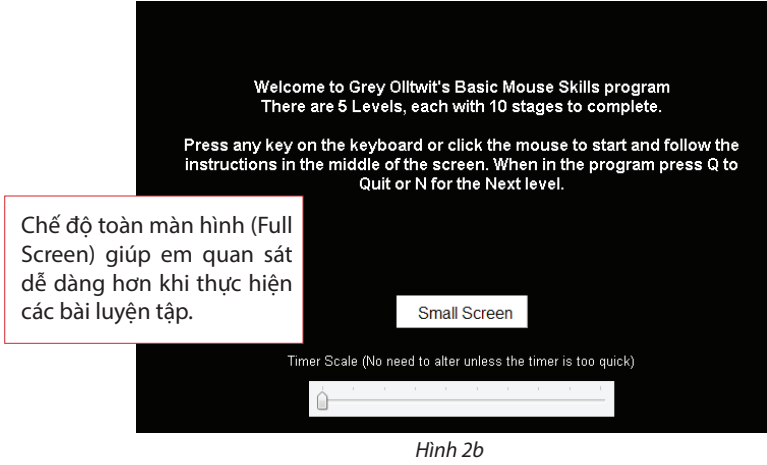 Welcome to Grey Olltwit's Basic Mouse Skills program
There are 5 Levels, each with 10 stages to complete.
Press any key on the keyboard or click the mouse to start and follow the
instructions in the middle of the screen. When in the program press Q to
Quit or N for the Next level.
Chế độ toàn màn hình (Full
Screen) giúp em quan sát
dễ dàng hơn khi thực hiện
các bài luyện tập.
Small Screen
Timer Scale (No need to alter unless the timer is too quick)
Hình 2b